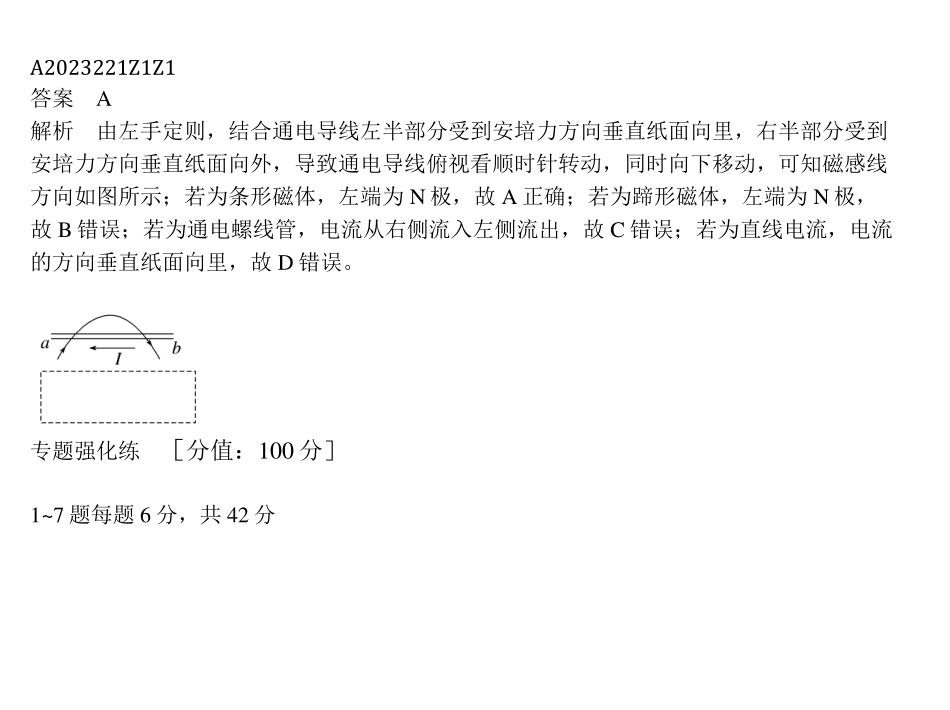 A2023221Z1Z1
答案 A
解析 由左手定则，结合通电导线左半部分受到安培力方向垂直纸面向里，右半部分受到
安培力方向垂直纸面向外，导致通电导线俯视看顺时针转动，同时向下移动，可知磁感线
方向如图所示；若为条形磁体，左端为 N 极，故 A 正确；若为蹄形磁体，左端为 N 极，
故 B 错误；若为通电螺线管，电流从右侧流入左侧流出，故 C 错误；若为直线电流，电流
的方向垂直纸面向里，故 D 错误。
a I b
专题强化练 ［分值：100 分］
1~7 题每题 6 分，共 42 分